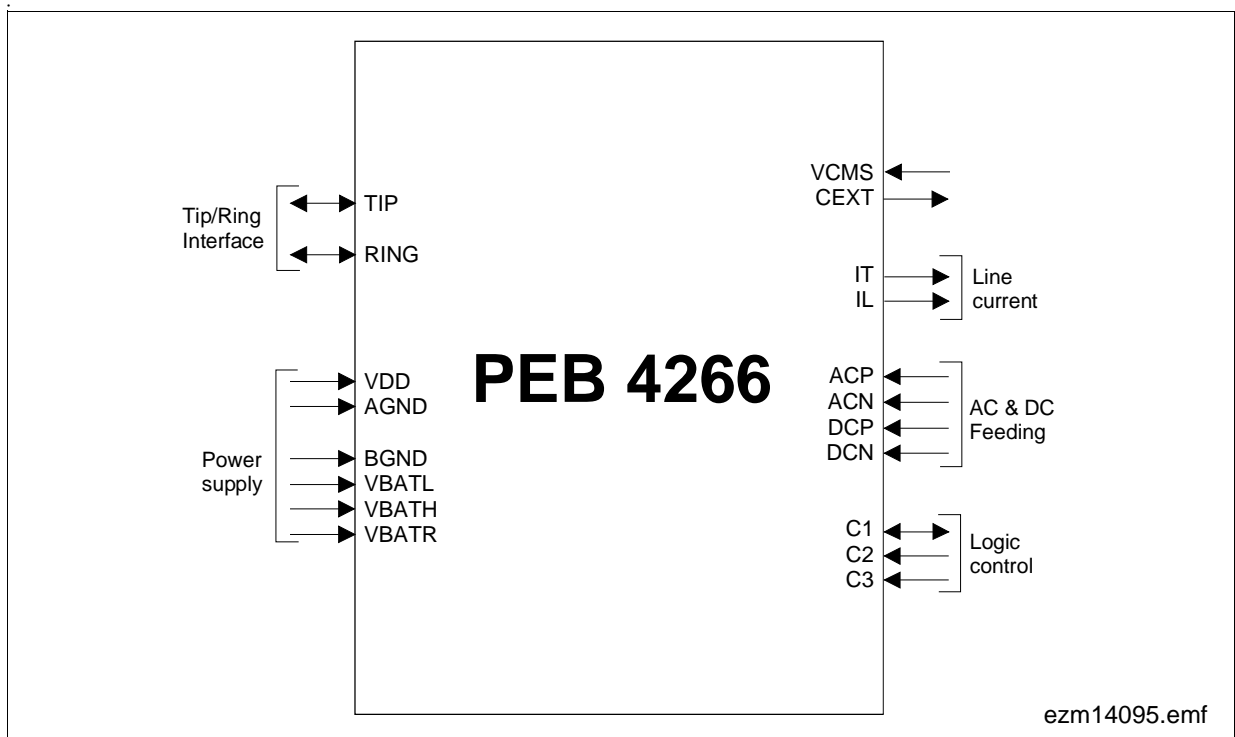 VCMS
CEXT
Tip/Ring
Interface
TIP
RING
IT
IL
Line
current
PEB 4266
Power
supply
VDD
AGND
BGND
VBATL
VBATH
VBATR
ACP
ACN
DCP
DCN
AC & DC
Feeding
C1
C2
C3
Logic
control
ezm14095.emf